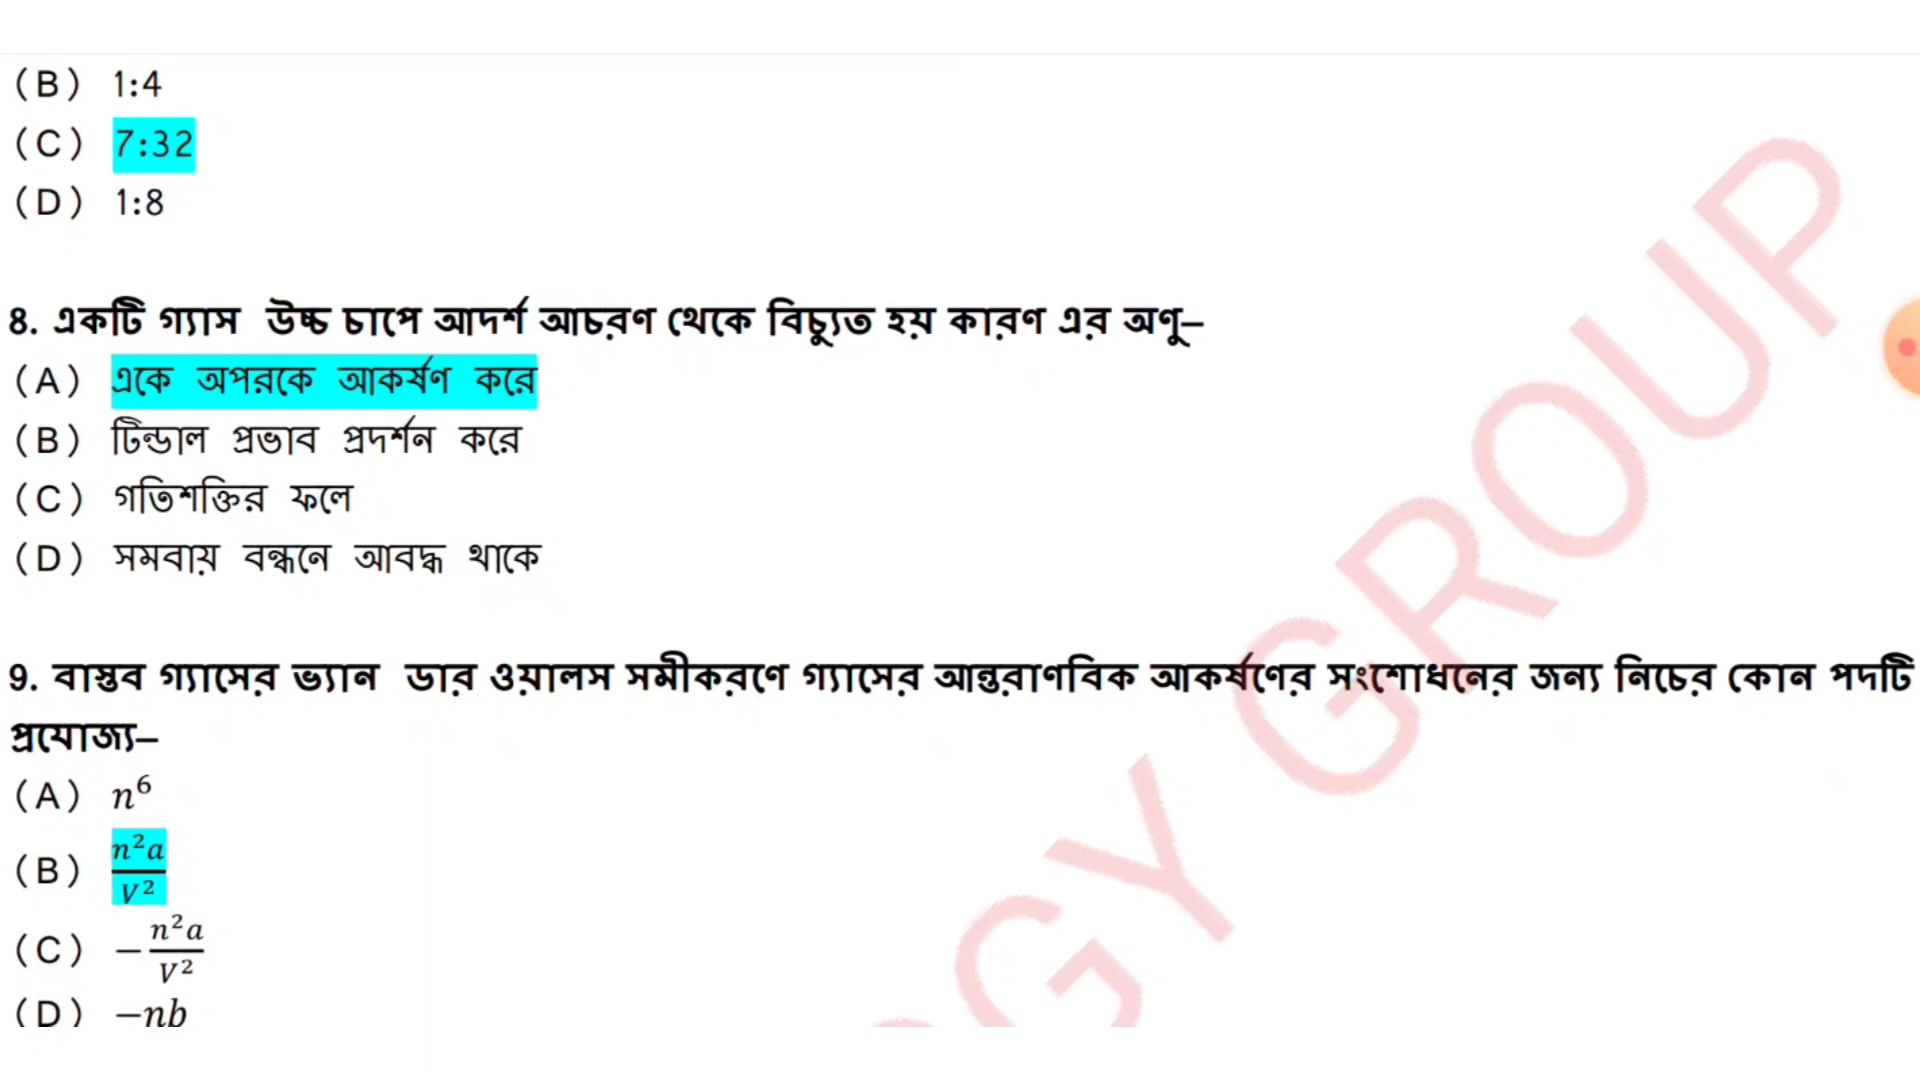 (B) 1:4
(C) 7:32
(D) 1:8
8. একটি গ্যাস উচ্চ চাপে আদর্শ আচরণ থেকে বিচ্যুত হয় কারণ এর অণু–
(A) একে অপরকে আকর্ষণ করে
(B) টিন্ডাল প্রভাব প্রদর্শন করে
(C) গতিশক্তির ফলে
(D) সমবায় বন্ধনে আবদ্ধ থাকে
9. বাস্তব গ্যাসের ভ্যান ডার ওয়ালস সমীকরণে গ্যাসের আন্তরাণবিক আকর্ষণের সংশোধনের জন্য নিচের কোন পদটি
প্রযোজ্য–
(A) n⁶
(B) n²a/V²
(C) –n²a/V²
(D) –nb
GY GROUP